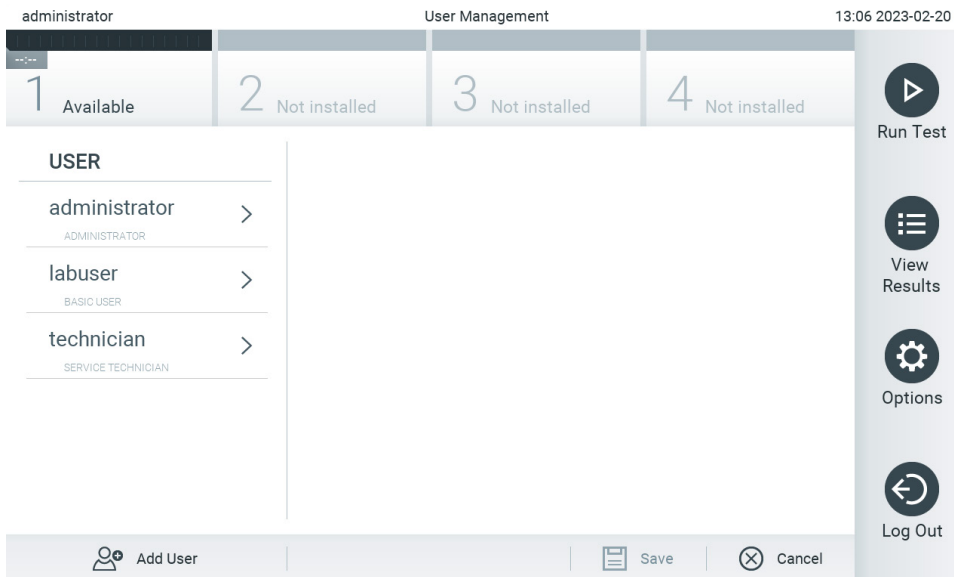 administrator User Management 13:06 2023-02-20
--:--
1 Available 2 Not installed 3 Not installed 4 Not installed
Run Test
USER
administrator
ADMINISTRATOR
labuser
BASIC USER
technician
SERVICE TECHNICIAN
View
Results
Options
Log Out
Add User Save Cancel